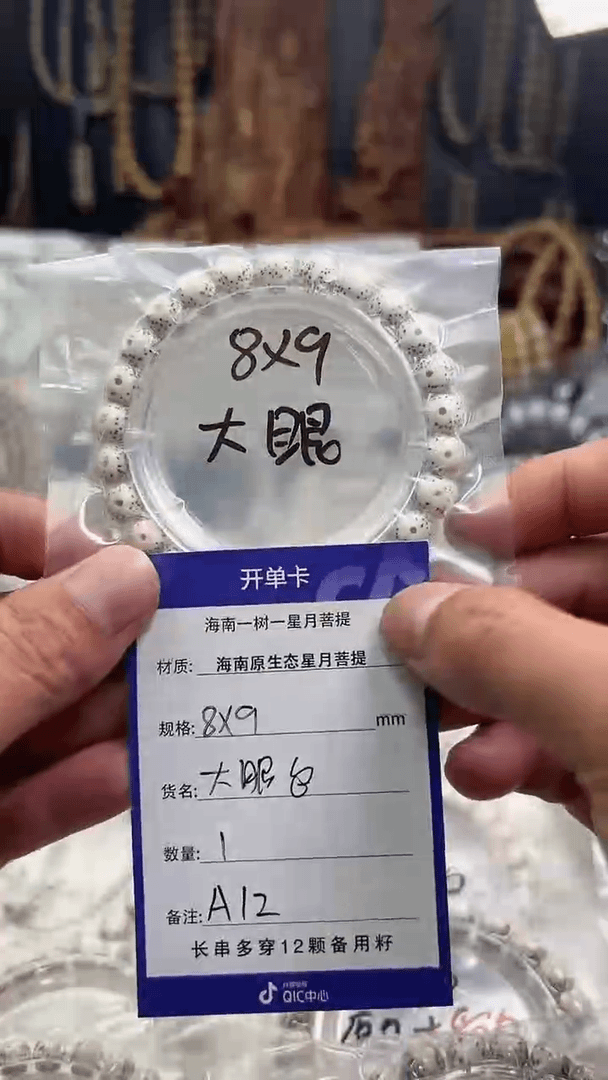 8X9
大眼
开单卡
海南一树一星月菩提
材质: 海南原生态星月菩提
规格: 8X9 mm
货名: 大眼白
数量: 1
备注: A12
长串多穿12颗备用籽
QIC中心